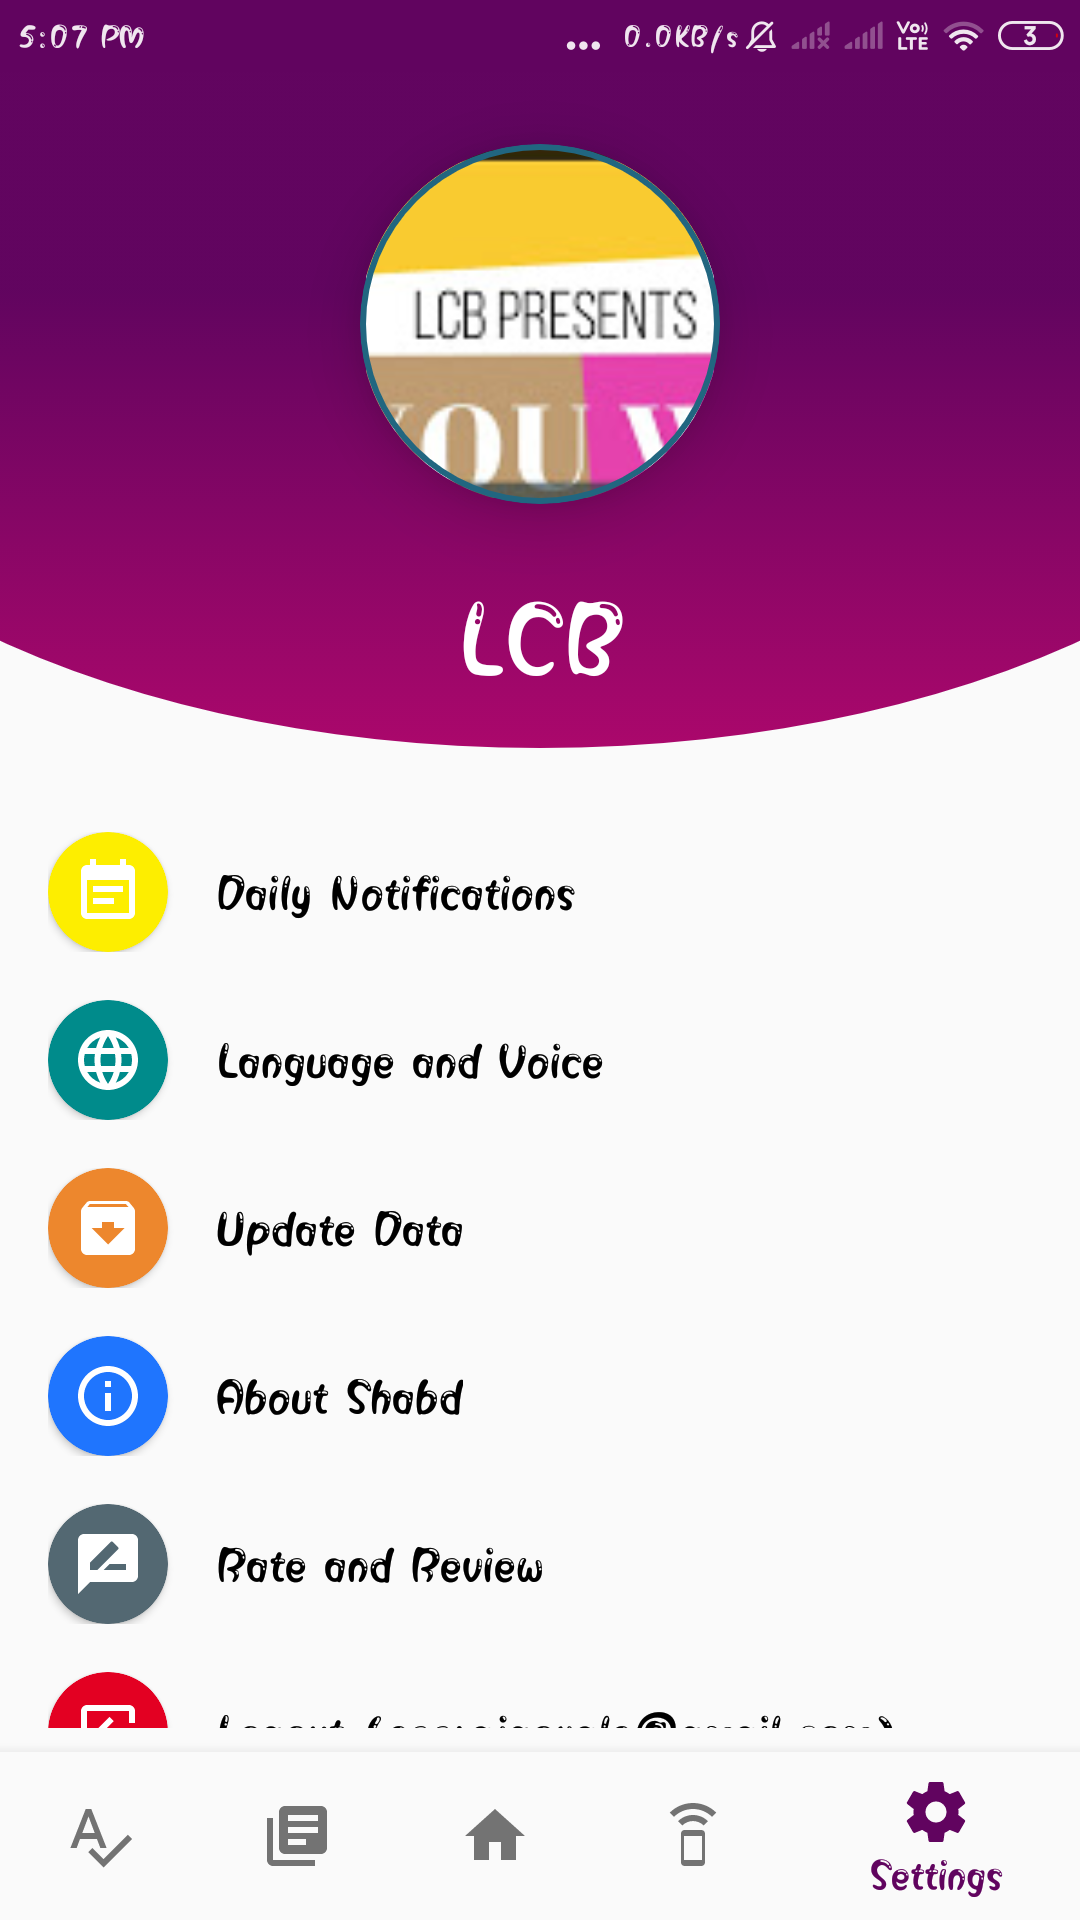 5:07 PM
... 0.0KB/s Vo)) LTE 3
LCB PRESENTS
YOU W
LCB
Daily Notifications
Language and Voice
Update Data
About Shabd
Rate and Review
Settings